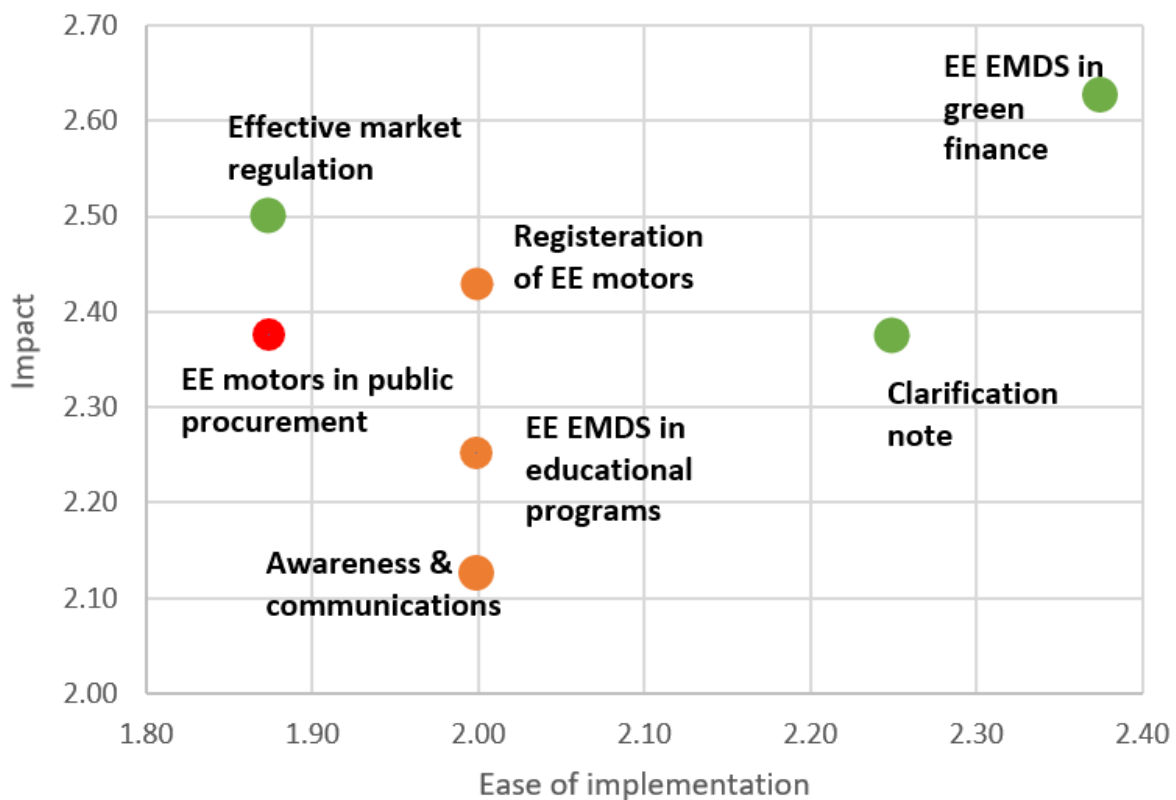 2.70
2.60
2.50
2.40
2.30
2.20
2.10
2.00
Impact
EE EMDS in
green
finance
Effective market
regulation
Registeration
of EE motors
EE motors in public
procurement
Clarification
note
EE EMDS in
educational
programs
Awareness &
communications
1.80 1.90 2.00 2.10 2.20 2.30 2.40
Ease of implementation